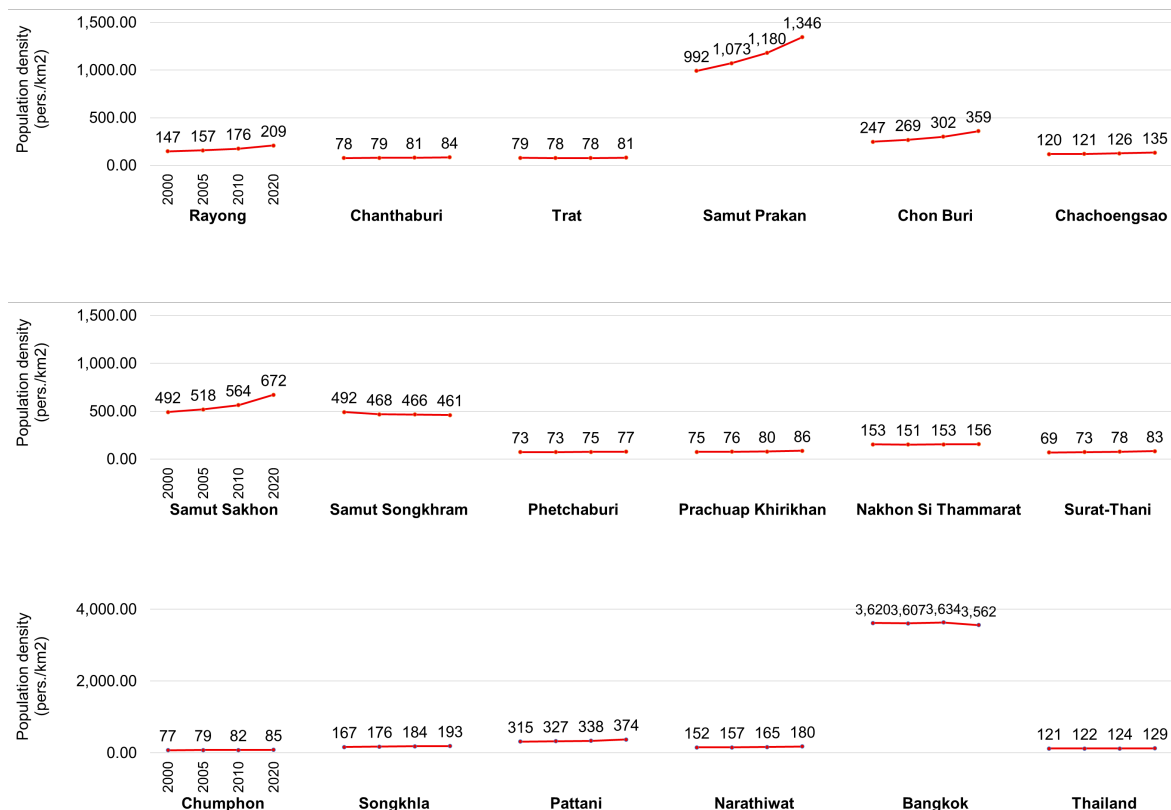 Population density
(pers./km2)
1,500.00
1,000.00
500.00
0.00
147 157 176 209
78 79 81 84
79 78 78 81
992 1,073 1,180 1,346
247 269 302 359
120 121 126 135
2000 2005 2010 2020
Rayong Chanthaburi Trat Samut Prakan Chon Buri Chachoengsao
Population density
(pers./km2)
1,500.00
1,000.00
500.00
0.00
492 518 564 672
492 468 466 461
73 73 75 77
75 76 80 86
153 151 153 156
69 73 78 83
2000 2005 2010 2020
Samut Sakhon Samut Songkhram Phetchaburi Prachuap Khirikhan Nakhon Si Thammarat Surat-Thani
Population density
(pers./km2)
4,000.00
2,000.00
0.00
77 79 82 85
167 176 184 193
315 327 338 374
152 157 165 180
3,620 3,607 3,634 3,562
121 122 124 129
2000 2005 2010 2020
Chumphon Songkhla Pattani Narathiwat Bangkok Thailand